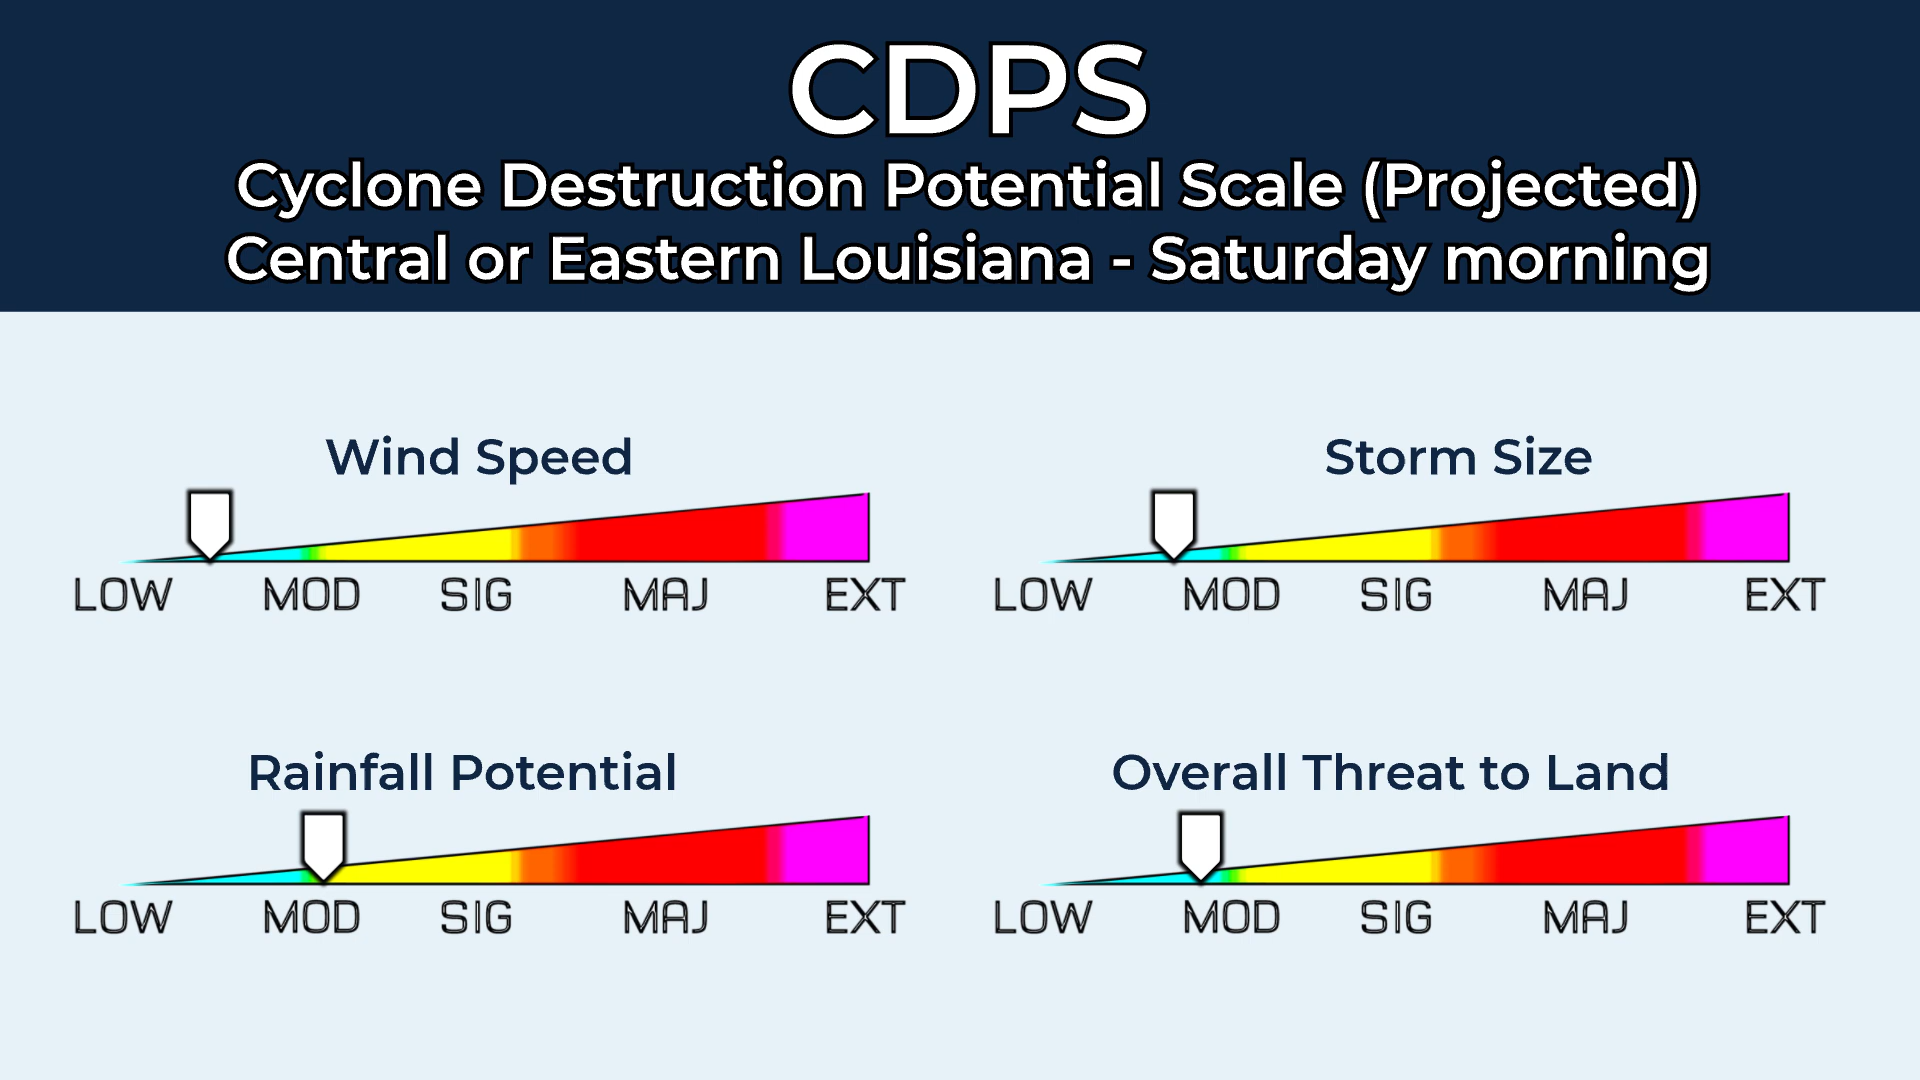 CDPS
Cyclone Destruction Potential Scale (Projected)
Central or Eastern Louisiana - Saturday morning
Wind Speed
LOW MOD SIG MAJ EXT
Storm Size
LOW MOD SIG MAJ EXT
Rainfall Potential
LOW MOD SIG MAJ EXT
Overall Threat to Land
LOW MOD SIG MAJ EXT